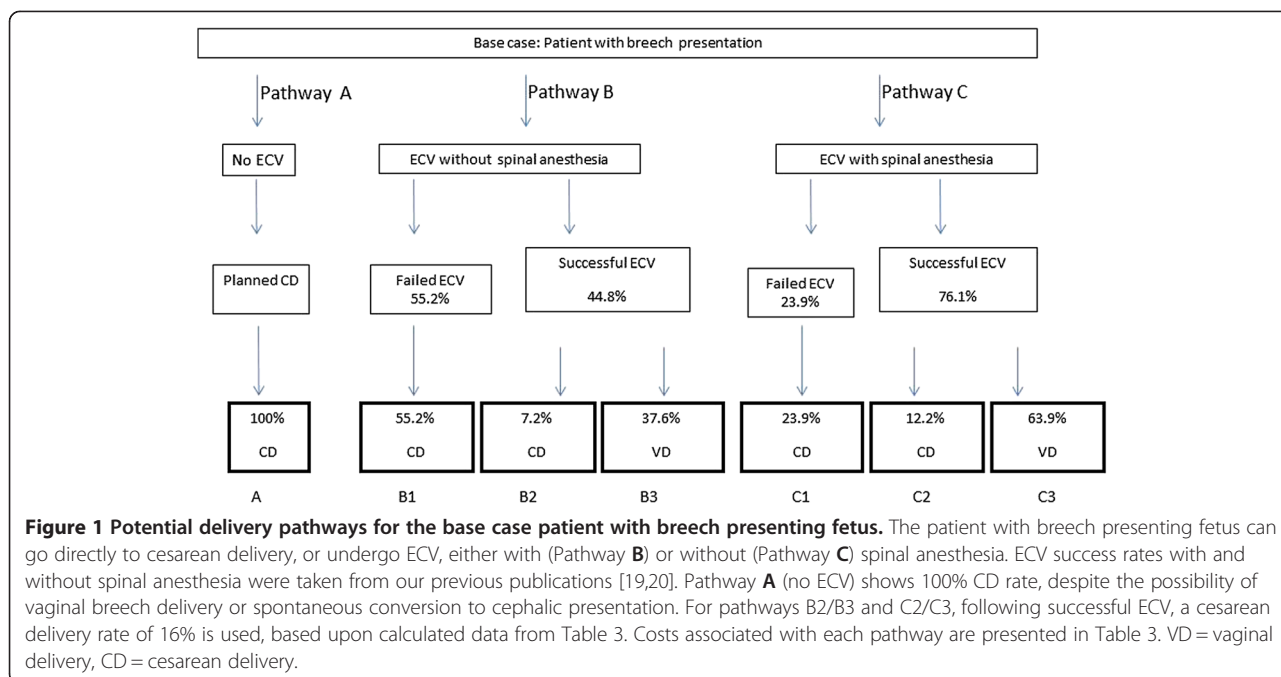 Base case: Patient with breech presentation
Pathway A
Pathway B
Pathway C
No ECV
ECV without spinal anesthesia
ECV with spinal anesthesia
Planned CD
Failed ECV
55.2%
Successful ECV
44.8%
Failed ECV
23.9%
Successful ECV
76.1%
100%
CD
55.2%
CD
7.2%
CD
37.6%
VD
23.9%
CD
12.2%
CD
63.9%
VD
A
B1
B2
B3
C1
C2
C3
Figure 1 Potential delivery pathways for the base case patient with breech presenting fetus. The patient with breech presenting fetus can
go directly to cesarean delivery, or undergo ECV, either with (Pathway B) or without (Pathway C) spinal anesthesia. ECV success rates with and
without spinal anesthesia were taken from our previous publications [19,20]. Pathway A (no ECV) shows 100% CD rate, despite the possibility of
vaginal breech delivery or spontaneous conversion to cephalic presentation. For pathways B2/B3 and C2/C3, following successful ECV, a cesarean
delivery rate of 16% is used, based upon calculated data from Table 3. Costs associated with each pathway are presented in Table 3. VD = vaginal
delivery, CD = cesarean delivery.